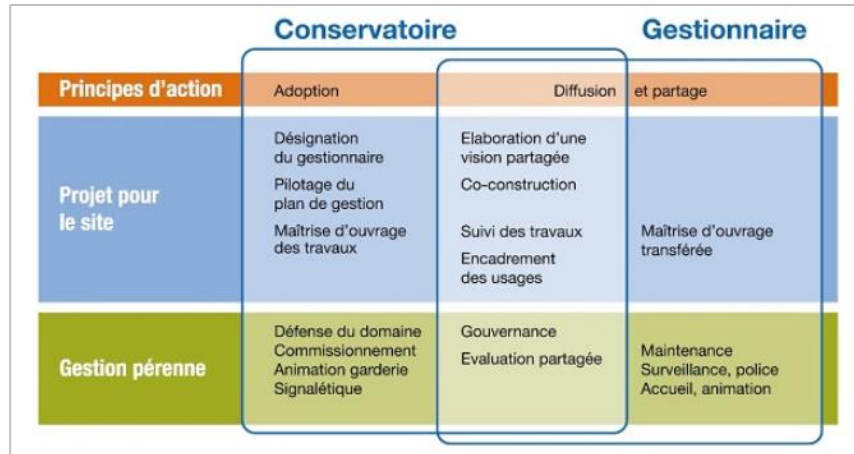 Conservatoire
Gestionnaire
Principes d'action
Adoption
Diffusion
et partage
Projet pour
le site
Désignation
du gestionnaire
Pilotage du
plan de gestion
Maîtrise d'ouvrage
des travaux
Elaboration d'une
vision partagée
Co-construction
Suivi des travaux
Encadrement
des usages
Maîtrise d'ouvrage
transférée
Gestion pérenne
Défense du domaine
Commissionnement
Animation garderie
Signalétique
Gouvernance
Evaluation partagée
Maintenance
Surveillance, police
Accueil, animation